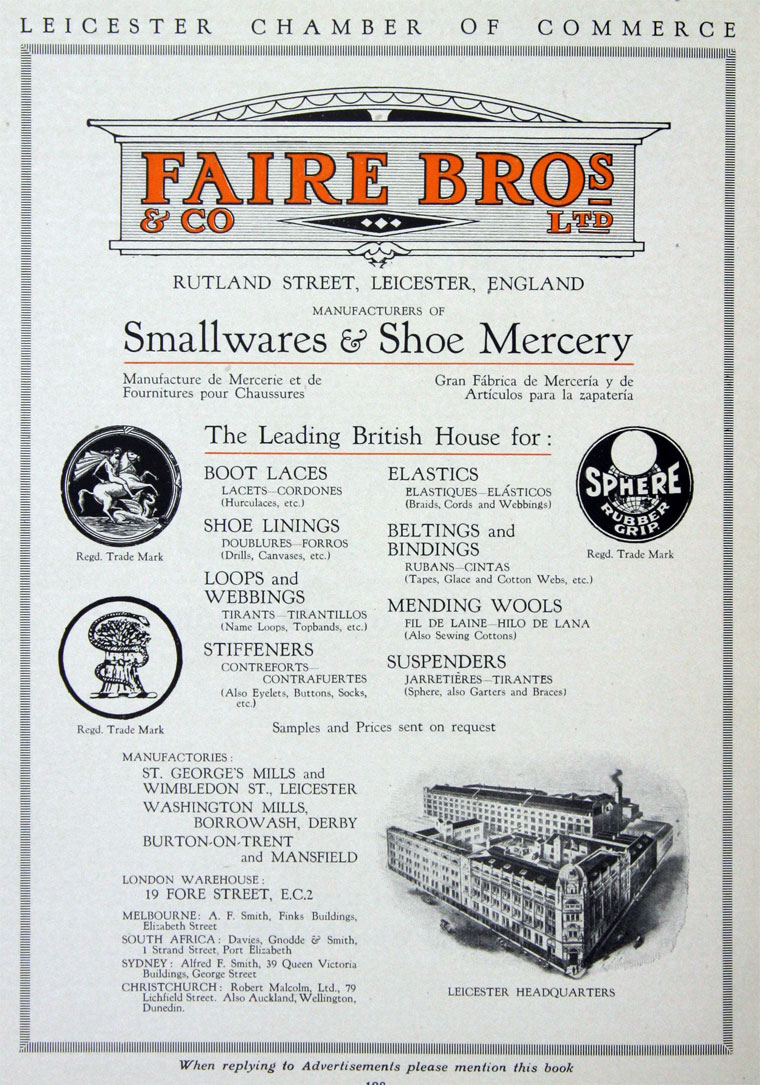 LEICESTER CHAMBER OF COMMERCE
FAIRE BROS
& CO LTD
RUTLAND STREET, LEICESTER, ENGLAND
MANUFACTURERS OF
Smallwares & Shoe Mercery
Manufacture de Mercerie et de
Fournitures pour Chaussures
Gran Fábrica de Mercería y de
Artículos para la zapatería
The Leading British House for:
Regd. Trade Mark
BOOT LACES
LACETS—CORDONES
(Hurculaces, etc.)
SHOE LININGS
DOUBLURES—FORROS
(Drills, Canvases, etc.)
LOOPS and
WEBBINGS
TIRANTS—TIRANTILLOS
(Name Loops, Topbands, etc.)
STIFFENERS
CONTREFORTS—
CONTRAFUERTES
(Also Eyelets, Buttons, Socks,
etc.)
ELASTICS
ELASTIQUES—ELÁSTICOS
(Braids, Cords and Webbings)
BELTINGS and
BINDINGS
RUBANS—CINTAS
(Tapes, Glace and Cotton Webs, etc.)
MENDING WOOLS
FIL DE LAINE—HILO DE LANA
(Also Sewing Cottons)
SUSPENDERS
JARRETIÈRES—TIRANTES
(Sphere, also Garters and Braces)
SPHERE
RUBBER
GRIP.
Regd. Trade Mark
Regd. Trade Mark
Samples and Prices sent on request
MANUFACTORIES:
ST. GEORGE'S MILLS and
WIMBLEDON ST., LEICESTER
WASHINGTON MILLS,
BORROWASH, DERBY
BURTON-ON-TRENT
and MANSFIELD
LONDON WAREHOUSE:
19 FORE STREET, E.C.2
MELBOURNE: A. F. Smith, Finks Buildings,
Elizabeth Street
SOUTH AFRICA: Davies, Gnodde & Smith,
1 Strand Street, Port Elizabeth
SYDNEY: Alfred F. Smith, 39 Queen Victoria
Buildings, George Street
CHRISTCHURCH: Robert Malcolm, Ltd., 79
Lichfield Street. Also Auckland, Wellington,
Dunedin.
LEICESTER HEADQUARTERS
When replying to Advertisements please mention this book